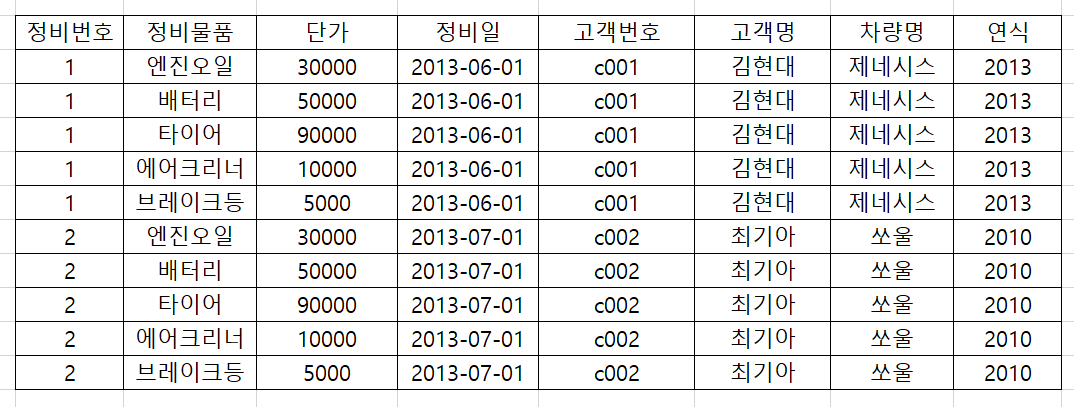 정비번호 정비물품 단가 정비일 고객번호 고객명 차량명 연식
1 엔진오일 30000 2013-06-01 c001 김현대 제네시스 2013
1 배터리 50000 2013-06-01 c001 김현대 제네시스 2013
1 타이어 90000 2013-06-01 c001 김현대 제네시스 2013
1 에어크리너 10000 2013-06-01 c001 김현대 제네시스 2013
1 브레이크등 5000 2013-06-01 c001 김현대 제네시스 2013
2 엔진오일 30000 2013-07-01 c002 최기아 쏘울 2010
2 배터리 50000 2013-07-01 c002 최기아 쏘울 2010
2 타이어 90000 2013-07-01 c002 최기아 쏘울 2010
2 에어크리너 10000 2013-07-01 c002 최기아 쏘울 2010
2 브레이크등 5000 2013-07-01 c002 최기아 쏘울 2010